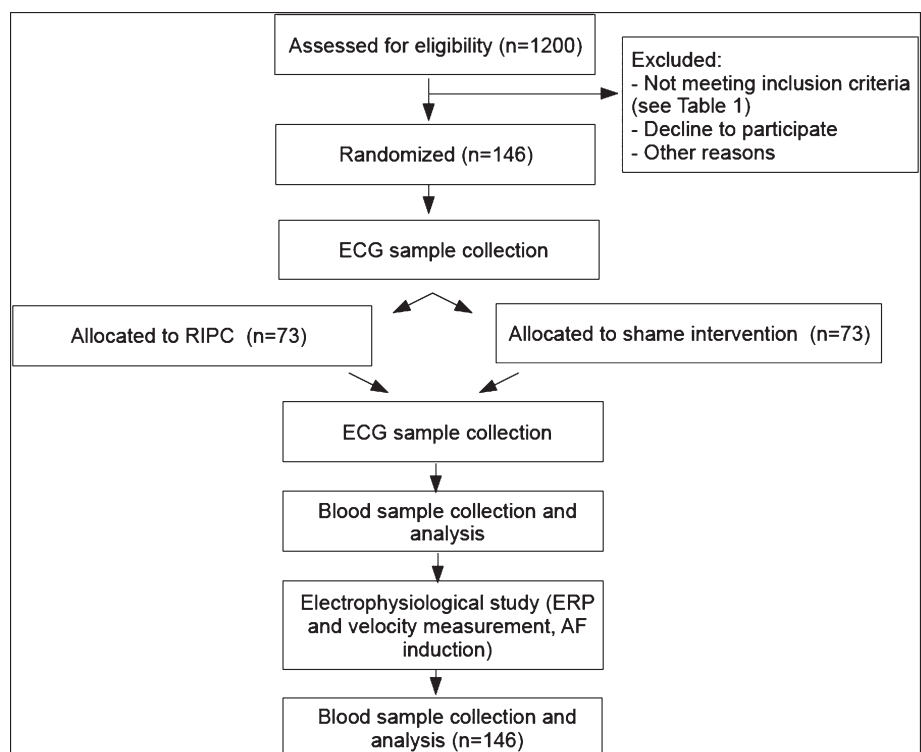 Assessed for eligibility (n=1200)
Excluded:
- Not meeting inclusion criteria
(see Table 1)
- Decline to participate
- Other reasons
Randomized (n=146)
ECG sample collection
Allocated to RIPC (n=73)
Allocated to shame intervention (n=73)
ECG sample collection
Blood sample collection and
analysis
Electrophysiological study (ERP
and velocity measurement, AF
induction)
Blood sample collection and
analysis (n=146)